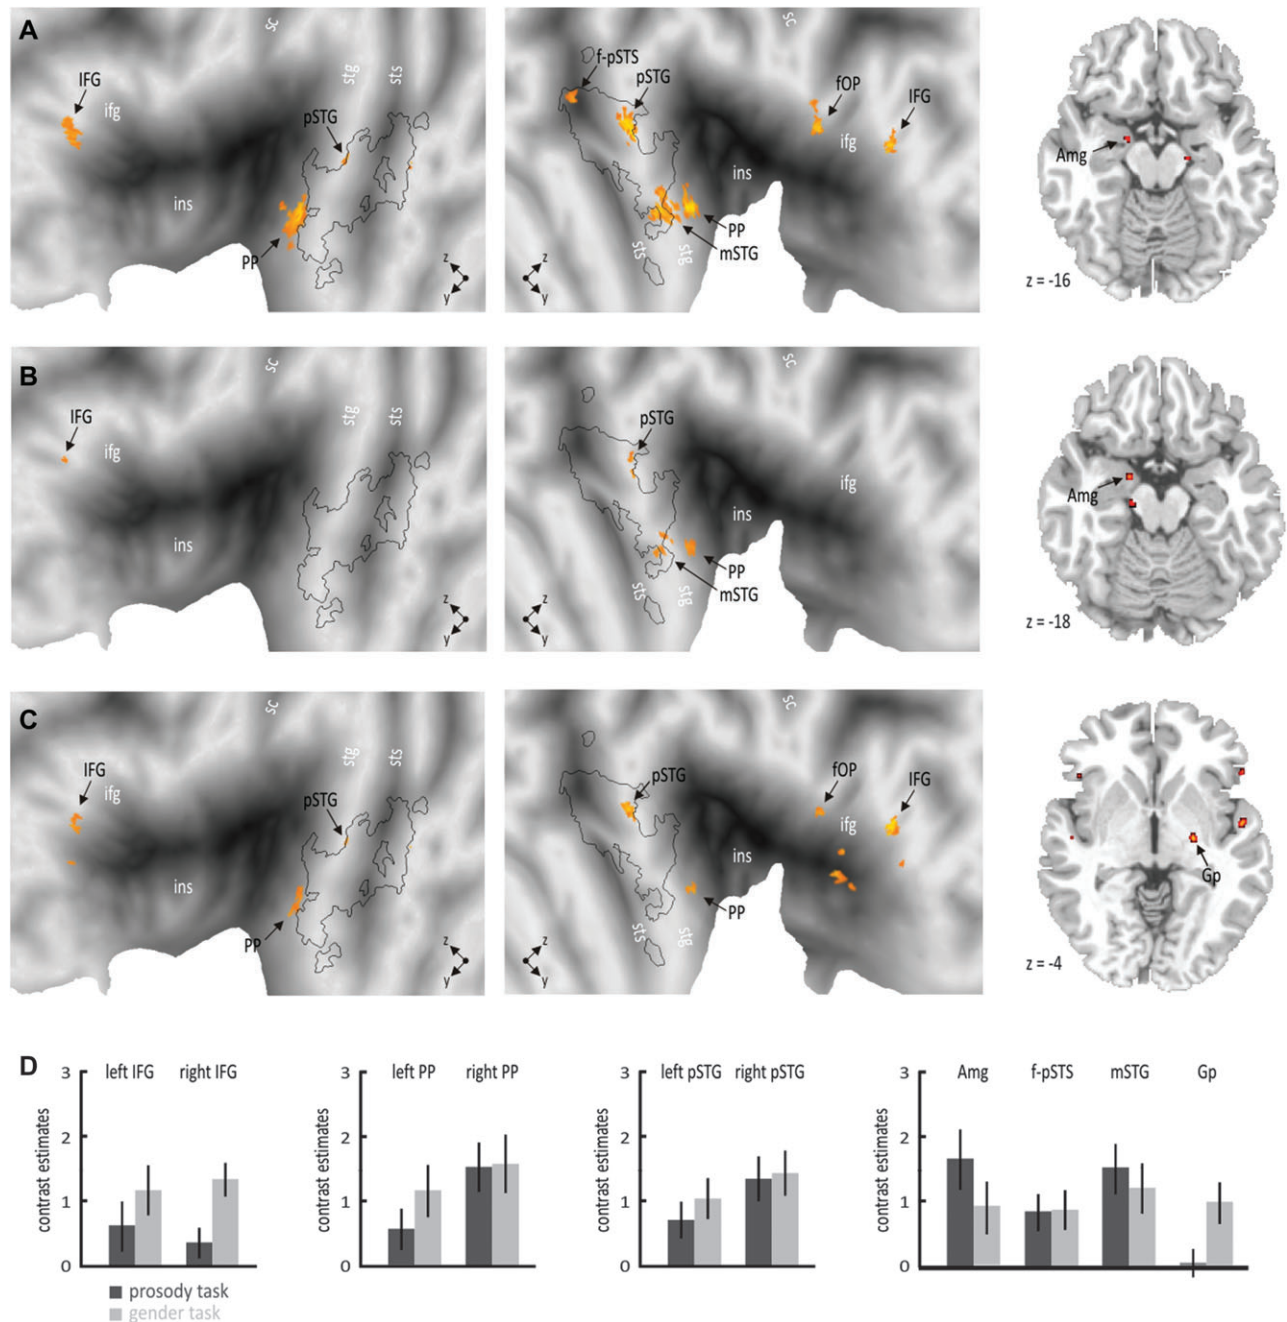 A
sc
stg
sts
IFG
ifg
pSTG
ins
PP
z
y
sc
f-pSTS
pSTG
fOP
IFG
ifg
ins
PP
mSTG
sts
stg
z
y
Amg
z = -16
B
sc
stg
sts
IFG
ifg
ins
z
y
sc
pSTG
ifg
ins
PP
mSTG
sts
stg
z
y
Amg
z = -18
C
sc
stg
sts
IFG
ifg
pSTG
ins
PP
z
y
sc
pSTG
fOP
IFG
ifg
ins
PP
sts
stg
z
y
Gp
z = -4
D
contrast estimates
3
2
1
0
left IFG right IFG
prosody task
gender task
contrast estimates
3
2
1
0
left PP right PP
contrast estimates
3
2
1
0
left pSTG right pSTG
contrast estimates
3
2
1
0
Amg f-pSTS mSTG Gp